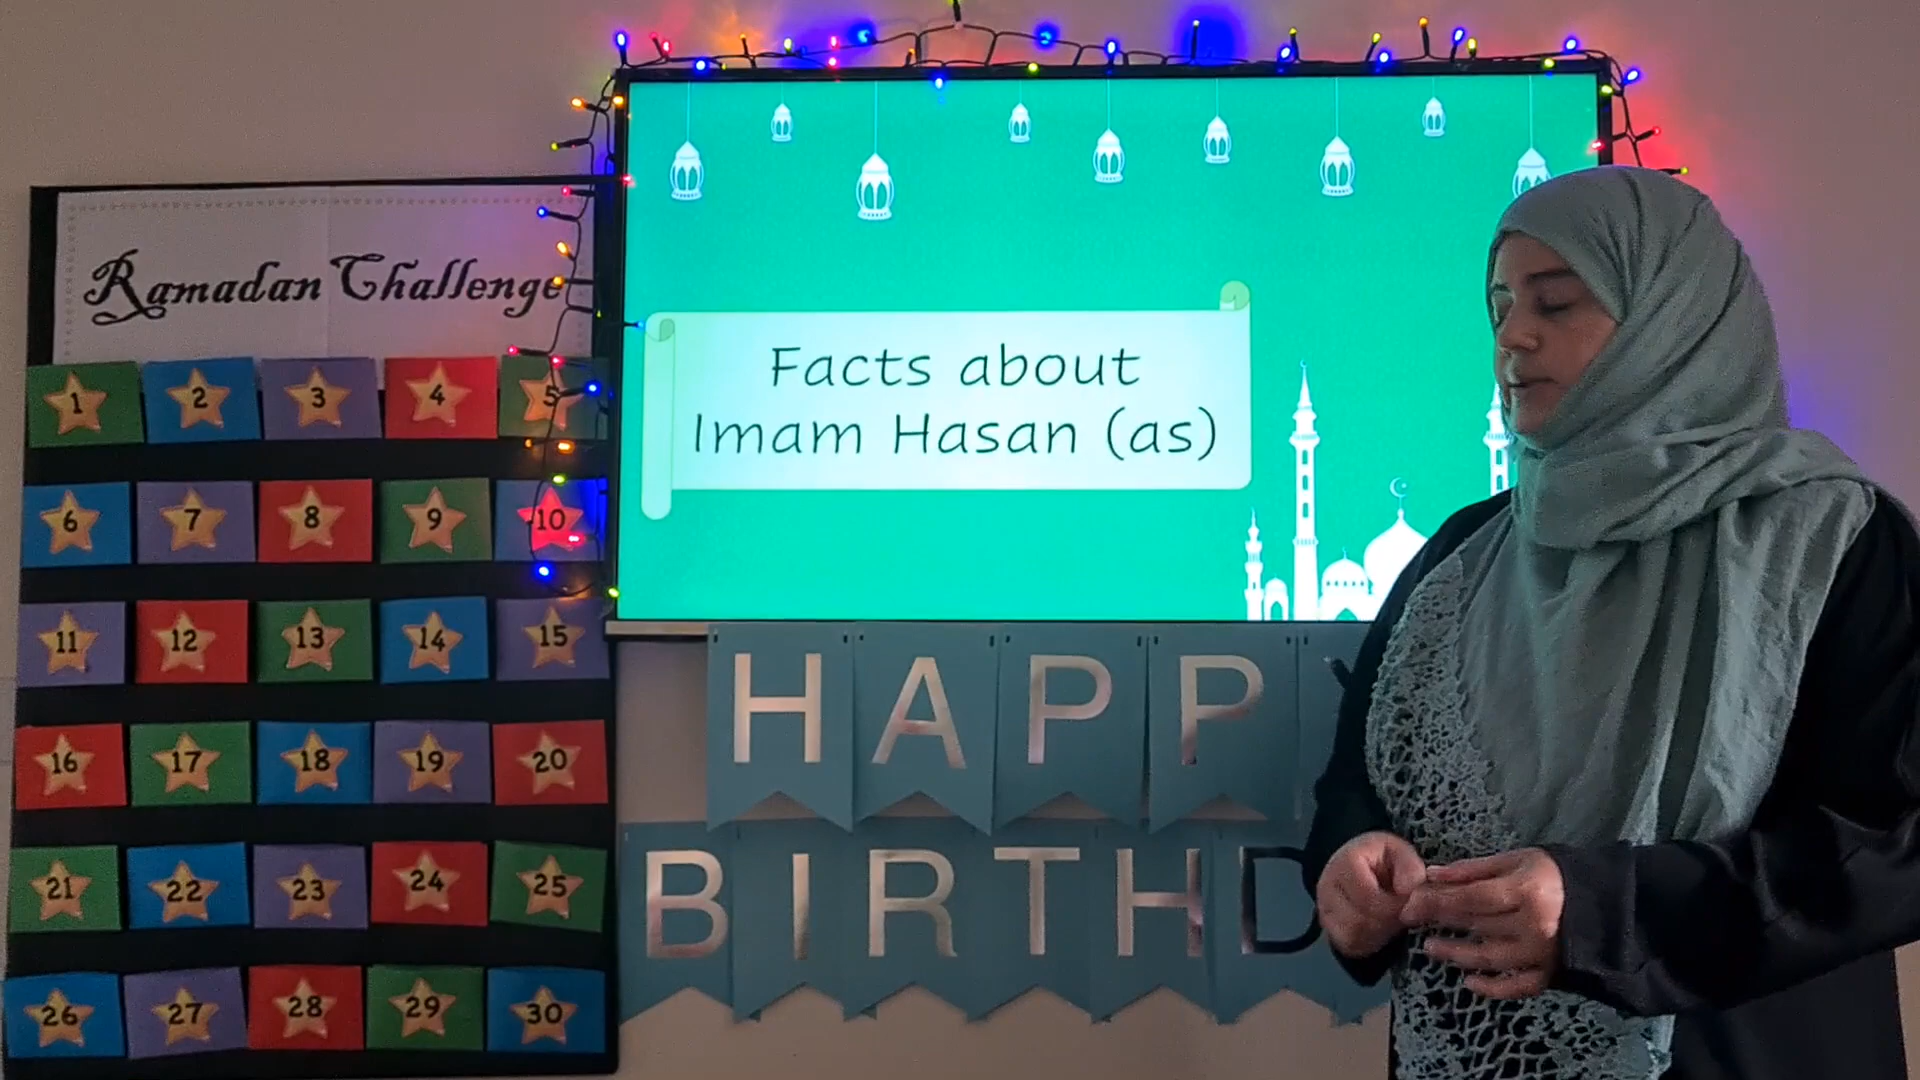 Ramadan Challenge
1 2 3 4 5
6 7 8 9 10
11 12 13 14 15
16 17 18 19 20
21 22 23 24 25
26 27 28 29 30
Facts about
Imam Hasan (as)
HAPP
BIRTHD